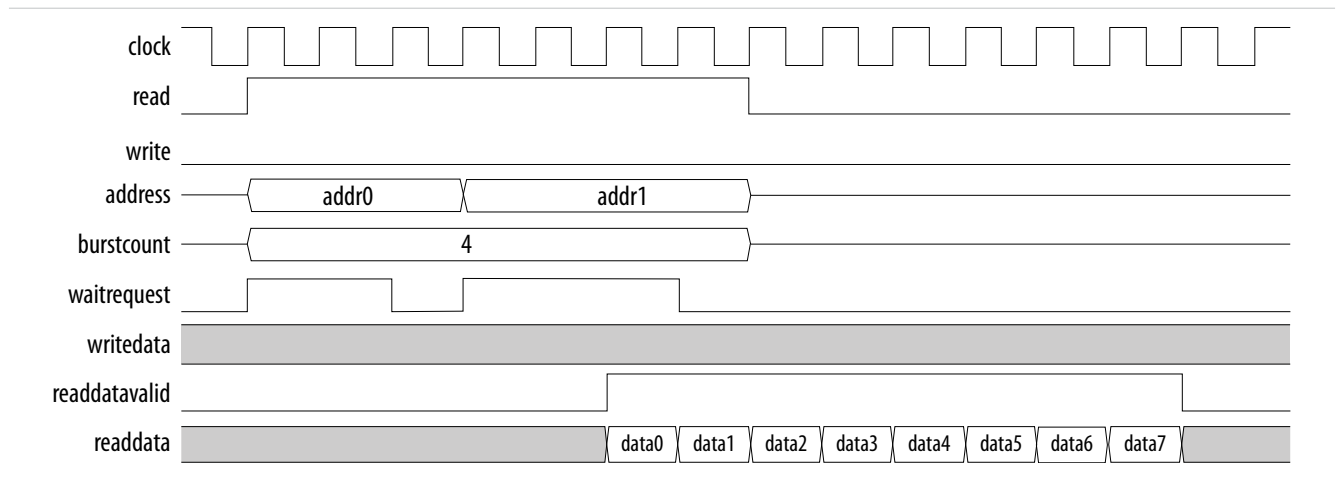 clock
read
write
address addr0 addr1
burstcount 4
waitrequest
writedata
readdatavalid
readdata data0 data1 data2 data3 data4 data5 data6 data7